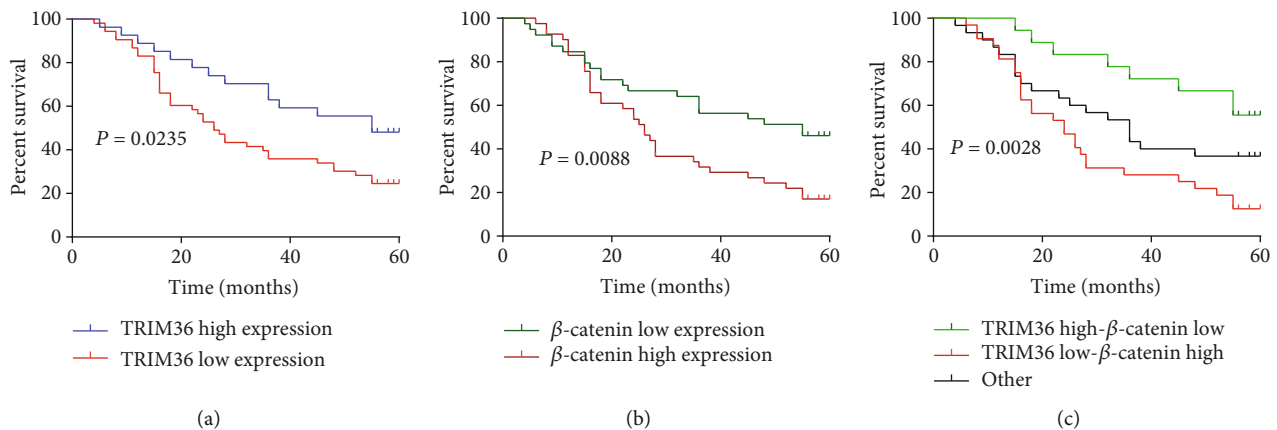 100
80
60
40
20
0
Percent survival
P = 0.0235
0 20 40 60
Time (months)
TRIM36 high expression
TRIM36 low expression
(a)
100
80
60
40
20
0
Percent survival
P = 0.0088
0 20 40 60
Time (months)
β-catenin low expression
β-catenin high expression
(b)
100
80
60
40
20
0
Percent survival
P = 0.0028
0 20 40 60
Time (months)
TRIM36 high-β-catenin low
TRIM36 low-β-catenin high
Other
(c)